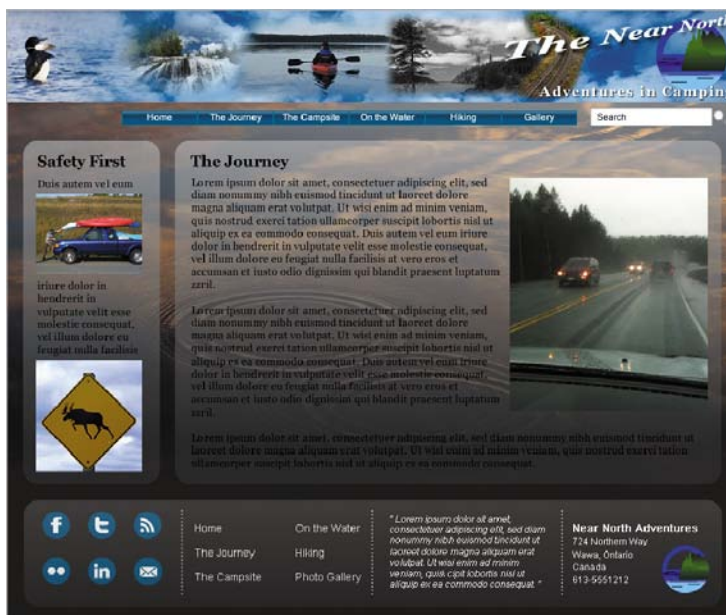 The Near North
Adventures in Camping
Home The Journey The Campsite On the Water Hiking Gallery Search
Safety First
Duis autem vel eum
iriure dolor in
hendrerit in
vulputate velit esse
molestie consequat,
vel illum dolore eu
feugiat nulla facilisis
The Journey
Lorem ipsum dolor sit amet, consectetuer adipiscing elit, sed
diam nonummy nibh euismod tincidunt ut laoreet dolore
magna aliquam erat volutpat. Ut wisi enim ad minim veniam,
quis nostrud exerci tation ullamcorper suscipit lobortis nisl ut
aliquip ex ea commodo consequat. Duis autem vel eum iriure
dolor in hendrerit in vulputate velit esse molestie consequat,
vel illum dolore eu feugiat nulla facilisis at vero eros et
accumsan et iusto odio dignissim qui blandit praesent luptatum
zzril.
Lorem ipsum dolor sit amet, consectetuer adipiscing elit, sed
diam nonummy nibh euismod tincidunt ut laoreet dolore
magna aliquam erat volutpat. Ut wisi enim ad minim veniam,
quis nostrud exerci tation ullamcorper suscipit lobortis nisl ut
aliquip ex ea commodo consequat. Duis autem vel eum iriure
dolor in hendrerit in vulputate velit esse molestie consequat,
vel illum dolore eu feugiat nulla facilisis at vero eros et
accumsan et iusto odio dignissim qui blandit praesent luptatum
zzril.
Lorem ipsum dolor sit amet, consectetuer adipiscing elit, sed diam nonummy nibh euismod tincidunt ut
laoreet dolore magna aliquam erat volutpat. Ut wisi enim ad minim veniam, quis nostrud exerci tation
ullamcorper suscipit lobortis nisl ut aliquip ex ea commodo consequat.
Home
The Journey
The Campsite
On the Water
Hiking
Photo Gallery
" Lorem ipsum dolor sit amet,
consectetuer adipiscing elit, sed diam
nonummy nibh euismod tincidunt ut
laoreet dolore magna aliquam erat
volutpat. Ut wisi enim ad minim
veniam, quis cipit lobortis nisl ut
aliquip ex ea commodo consequat. "
Near North Adventures
724 Northern Way
Wawa, Ontario
Canada
613-5551212